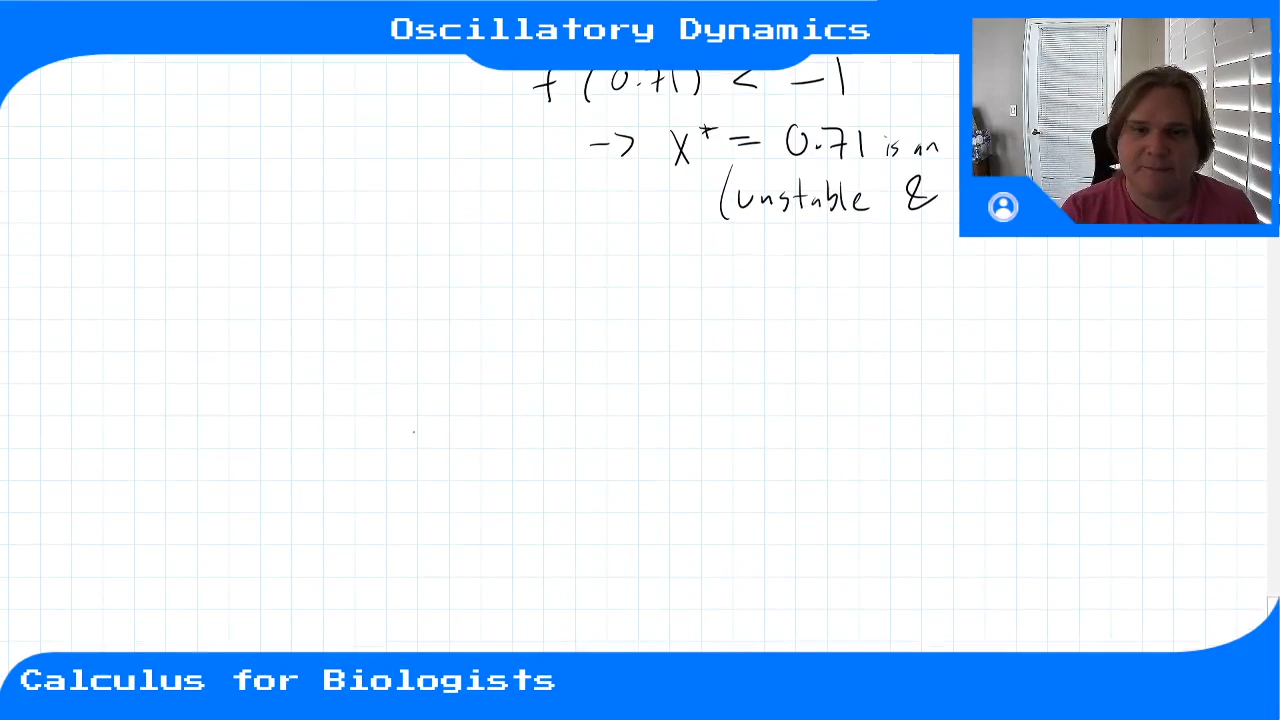 Oscillatory Dynamics
f (0.71) < -1
-> x* = 0.71 is an
(unstable &
Calculus for Biologists